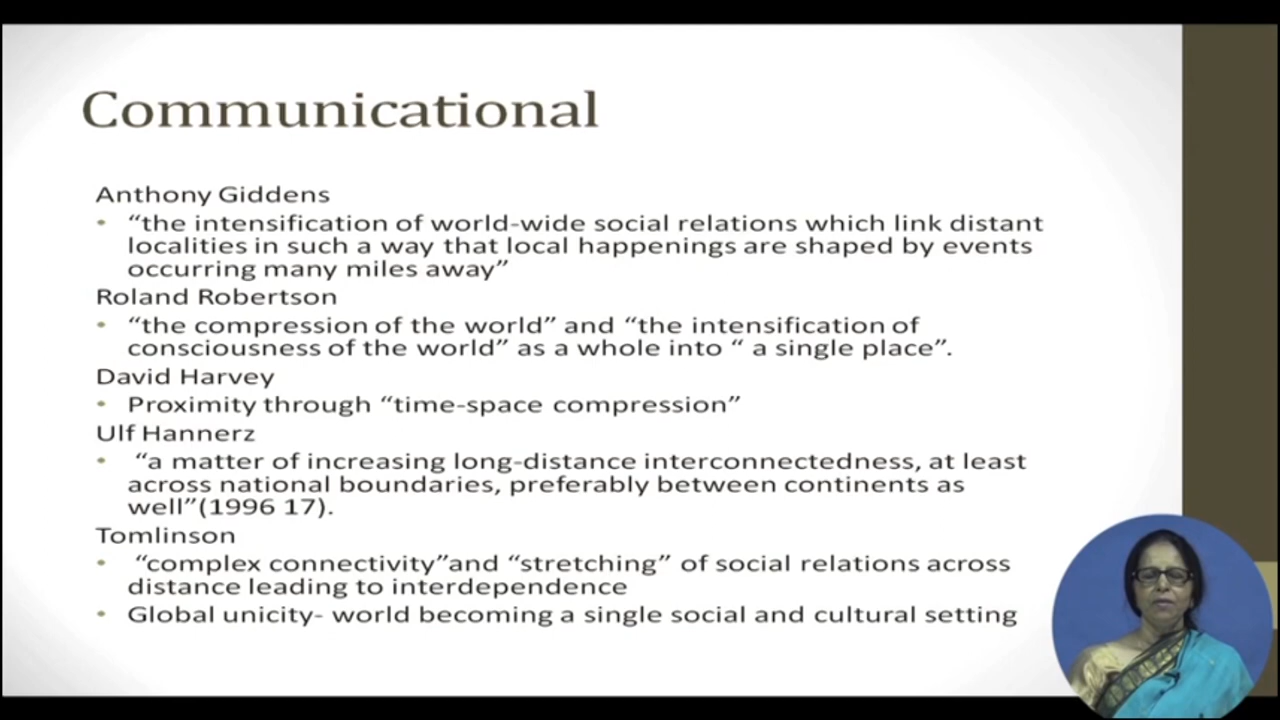 Communicational
Anthony Giddens
• “the intensification of world-wide social relations which link distant
localities in such a way that local happenings are shaped by events
occurring many miles away”
Roland Robertson
• “the compression of the world” and “the intensification of
consciousness of the world” as a whole into “ a single place”.
David Harvey
• Proximity through “time-space compression”
Ulf Hannerz
• “a matter of increasing long-distance interconnectedness, at least
across national boundaries, preferably between continents as
well”(1996 17).
Tomlinson
• “complex connectivity”and “stretching” of social relations across
distance leading to interdependence
• Global unicity- world becoming a single social and cultural setting